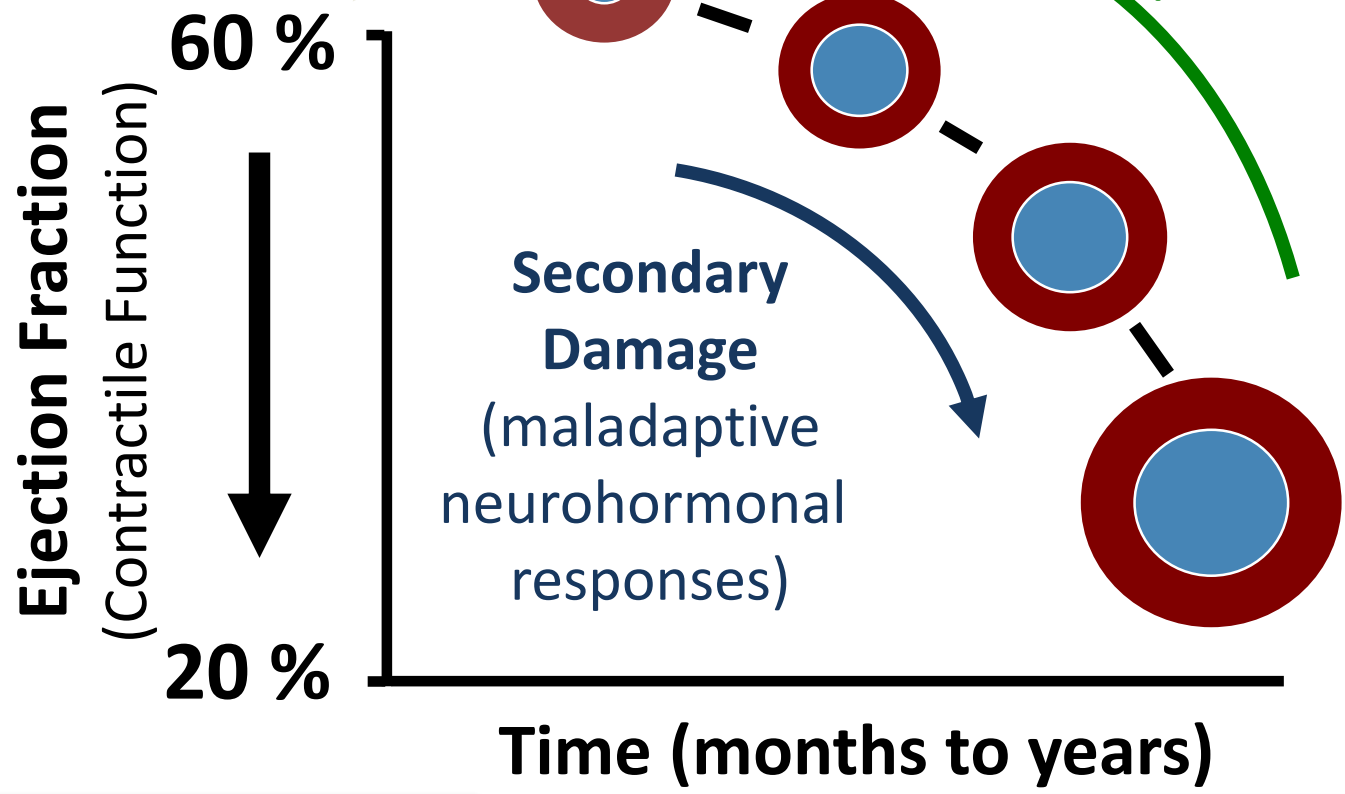 60 %
Ejection Fraction
(Contractile Function)
Secondary
Damage
(maladaptive
neurohormonal
responses)
20 %
Time (months to years)